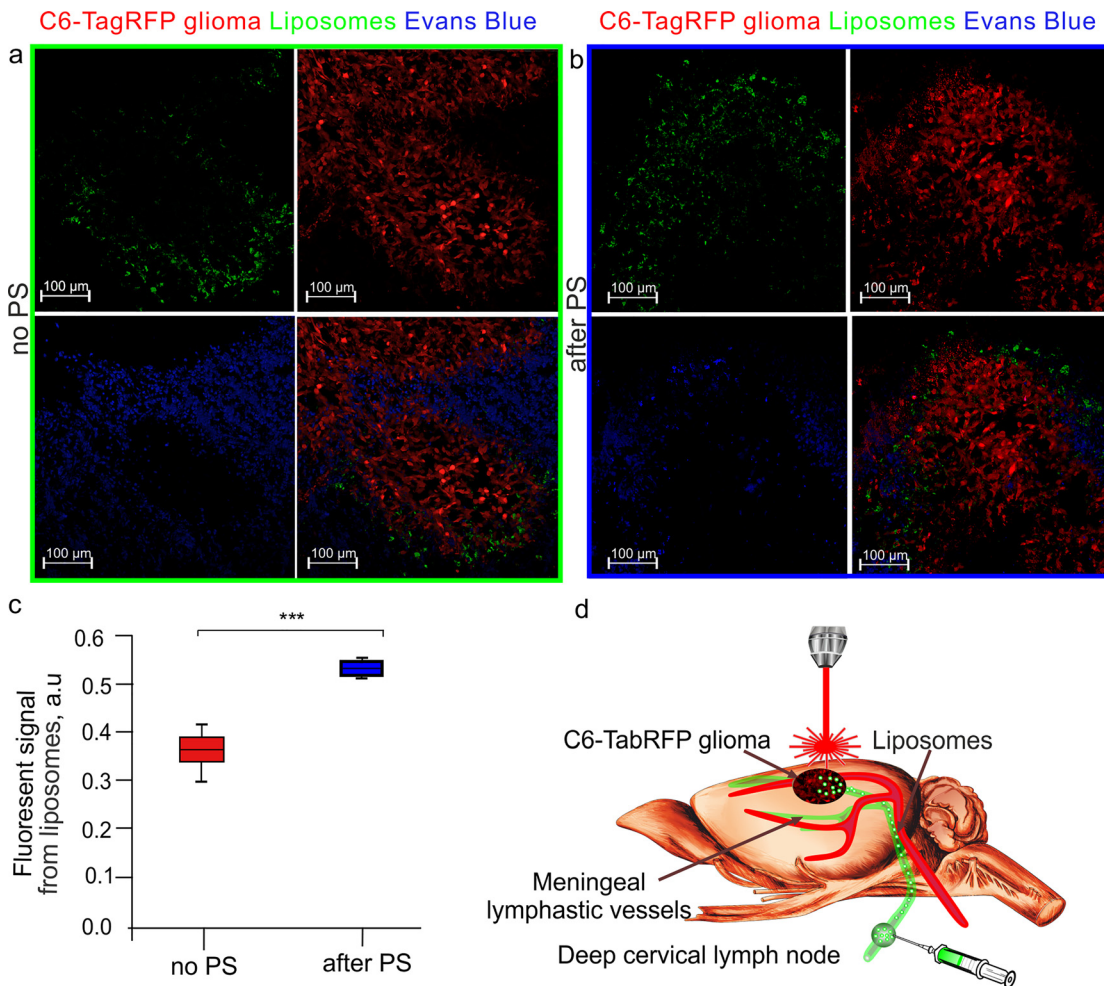 C6-TagRFP glioma Liposomes Evans Blue
C6-TagRFP glioma Liposomes Evans Blue
a
no PS
100 µm
100 µm
100 µm
100 µm
b
after PS
100 µm
100 µm
100 µm
100 µm
c
Fluoresent signal
from liposomes, a.u
0.6
0.5
0.4
0.3
0.2
0.1
0.0
***
no PS
after PS
d
C6-TabRFP glioma
Liposomes
Meningeal
lymphastic vessels
Deep cervical lymph node